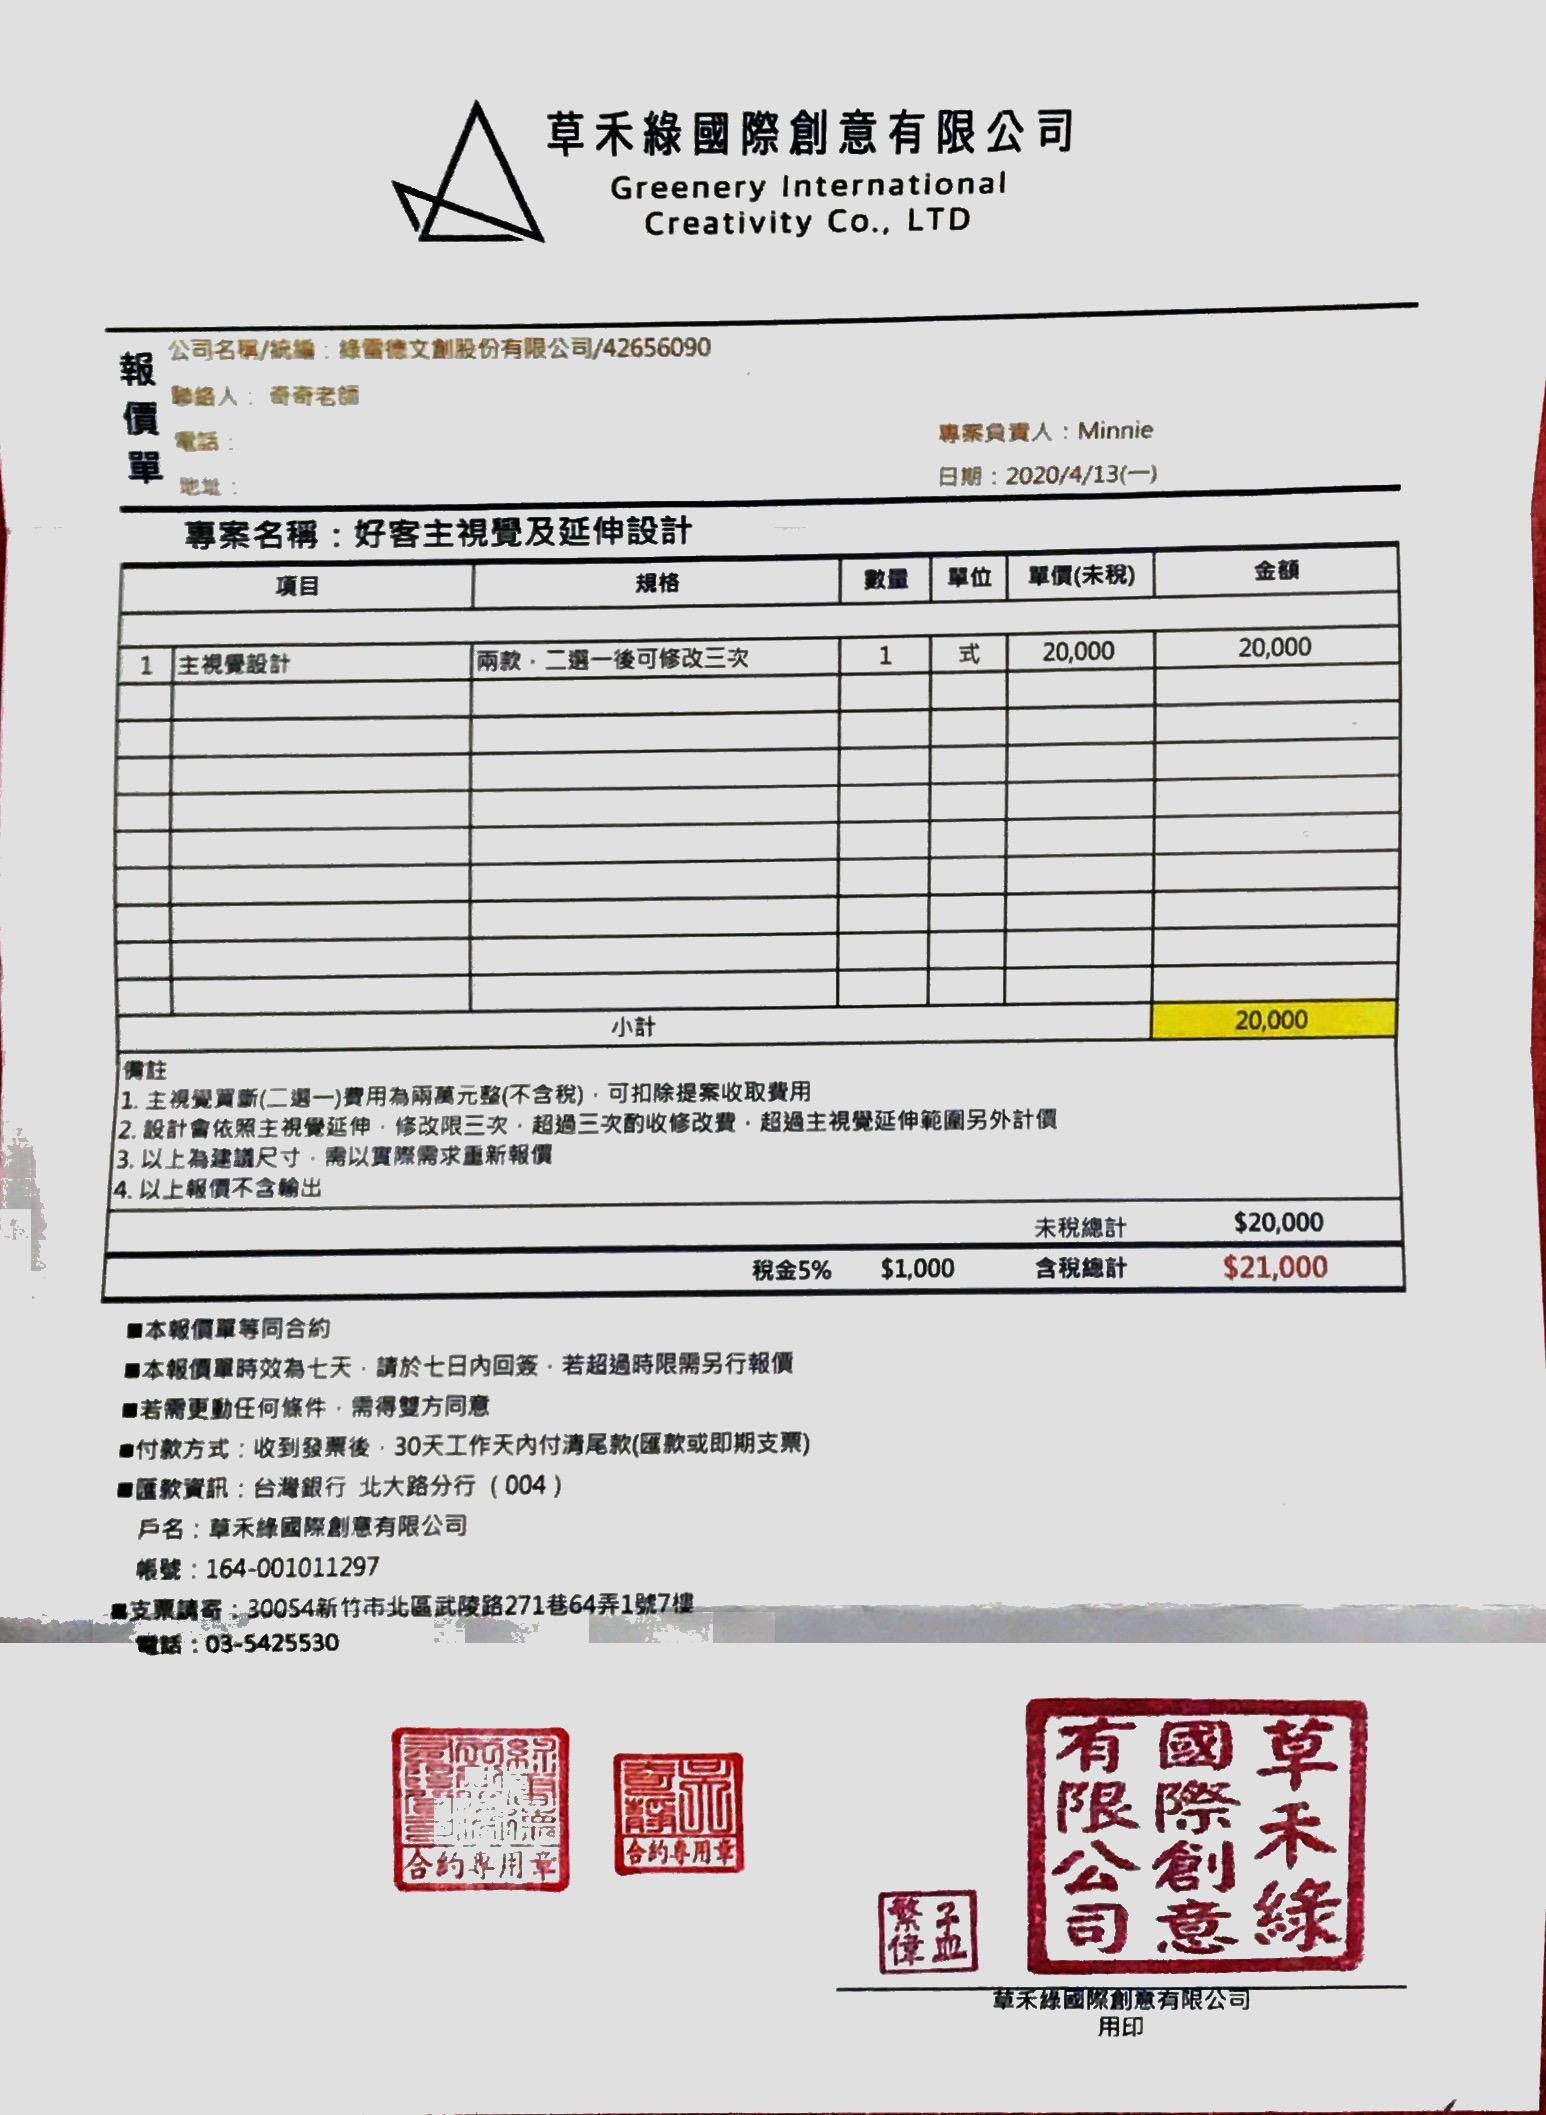 草禾綠國際創意有限公司
Greenery International
Creativity Co., LTD
報價單
公司名稱/統編：綠雷德文創股份有限公司/42656090
聯絡人： 奇奇老師
電話：
地址：
專案負責人：Minnie
日期：2020/4/13(一)
專案名稱：好客主視覺及延伸設計
項目 規格 數量 單位 單價(未稅) 金額
1 主視覺設計 兩款，二選一後可修改三次 1 式 20,000 20,000
小計 20,000
備註
1. 主視覺買斷(二選一)費用為兩萬元整(不含稅)，可扣除提案收取費用
2. 設計會依照主視覺延伸，修改限三次，超過三次酌收修改費，超過主視覺延伸範圍另外計價
3. 以上為建議尺寸，需以實際需求重新報價
4. 以上報價不含輸出
未稅總計 $20,000
稅金5% $1,000 含稅總計 $21,000
■本報價單等同合約
■本報價單時效為七天，請於七日內回簽，若超過時限需另行報價
■若需更動任何條件，需得雙方同意
■付款方式：收到發票後，30天工作天內付清尾款(匯款或即期支票)
■匯款資訊：台灣銀行 北大路分行（004）
戶名：草禾綠國際創意有限公司
帳號：164-001011297
■支票請寄：30054新竹市北區武陵路271巷64弄1號7樓
電話：03-5425530
合約專用章
合約專用章
草禾綠
國際創意
有限公司
繁偉
草禾綠國際創意有限公司
用印